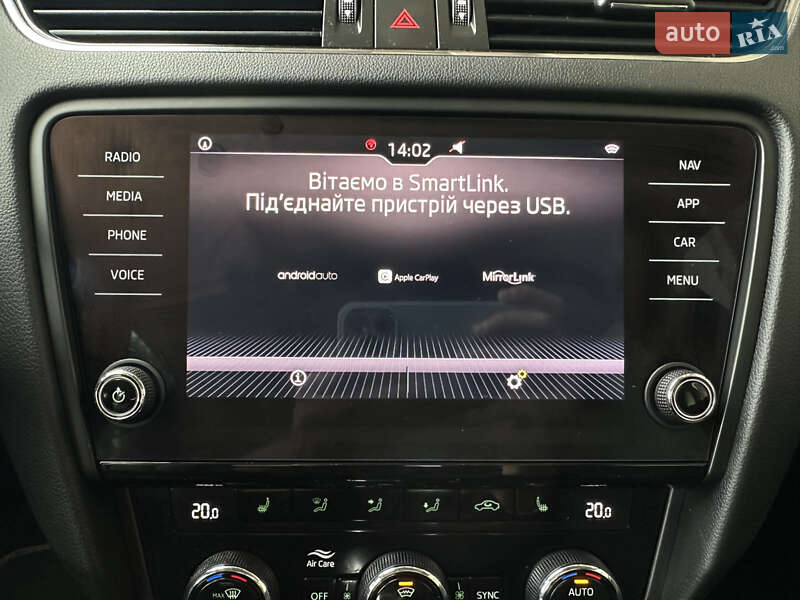 auto RIA
.com
14:02
RADIO
MEDIA
PHONE
VOICE
Вітаємо в SmartLink.
Під’єднайте пристрій через USB.
androidauto
Apple CarPlay
MirrorLink
NAV
APP
CAR
MENU
20,0
20,0
Air Care
MAX
OFF
SYNC
AUTO